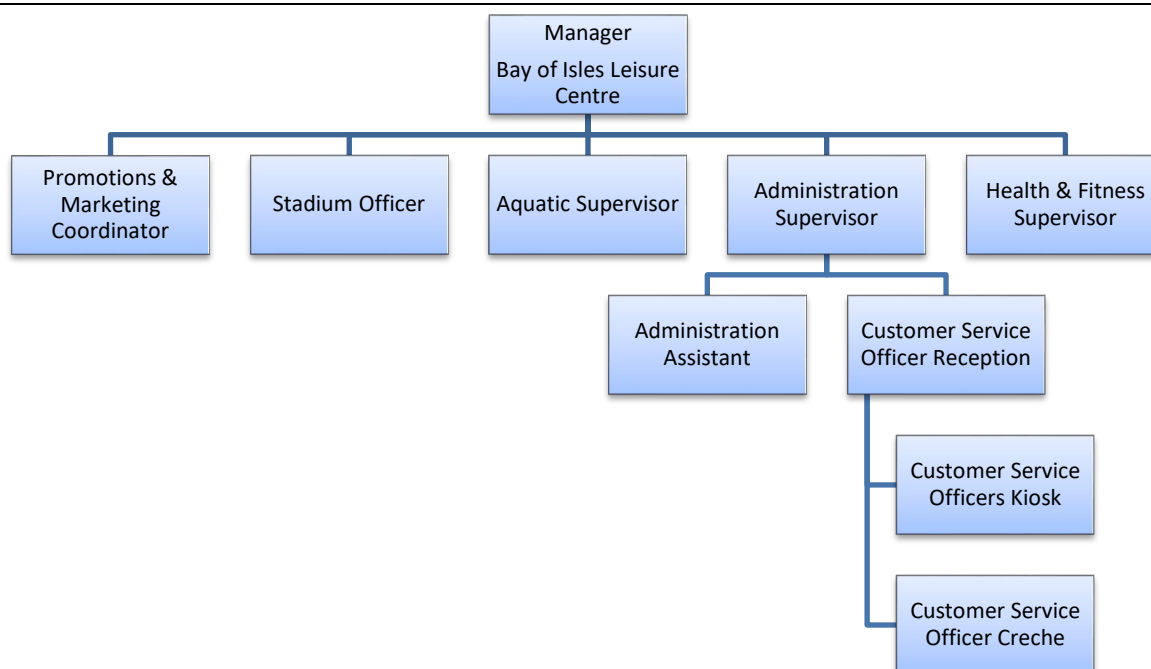 Manager
Bay of Isles Leisure
Centre
Promotions &
Marketing
Coordinator
Stadium Officer
Aquatic Supervisor
Administration
Supervisor
Health & Fitness
Supervisor
Administration
Assistant
Customer Service
Officer Reception
Customer Service
Officers Kiosk
Customer Service
Officer Creche